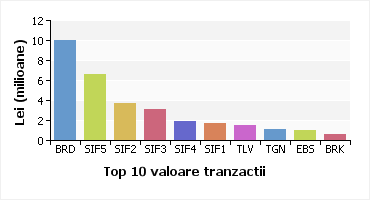 Lei (milioane)
12
10
8
6
4
2
0
BRD SIF5 SIF2 SIF3 SIF4 SIF1 TLV TGN EBS BRK
Top 10 valoare tranzactii